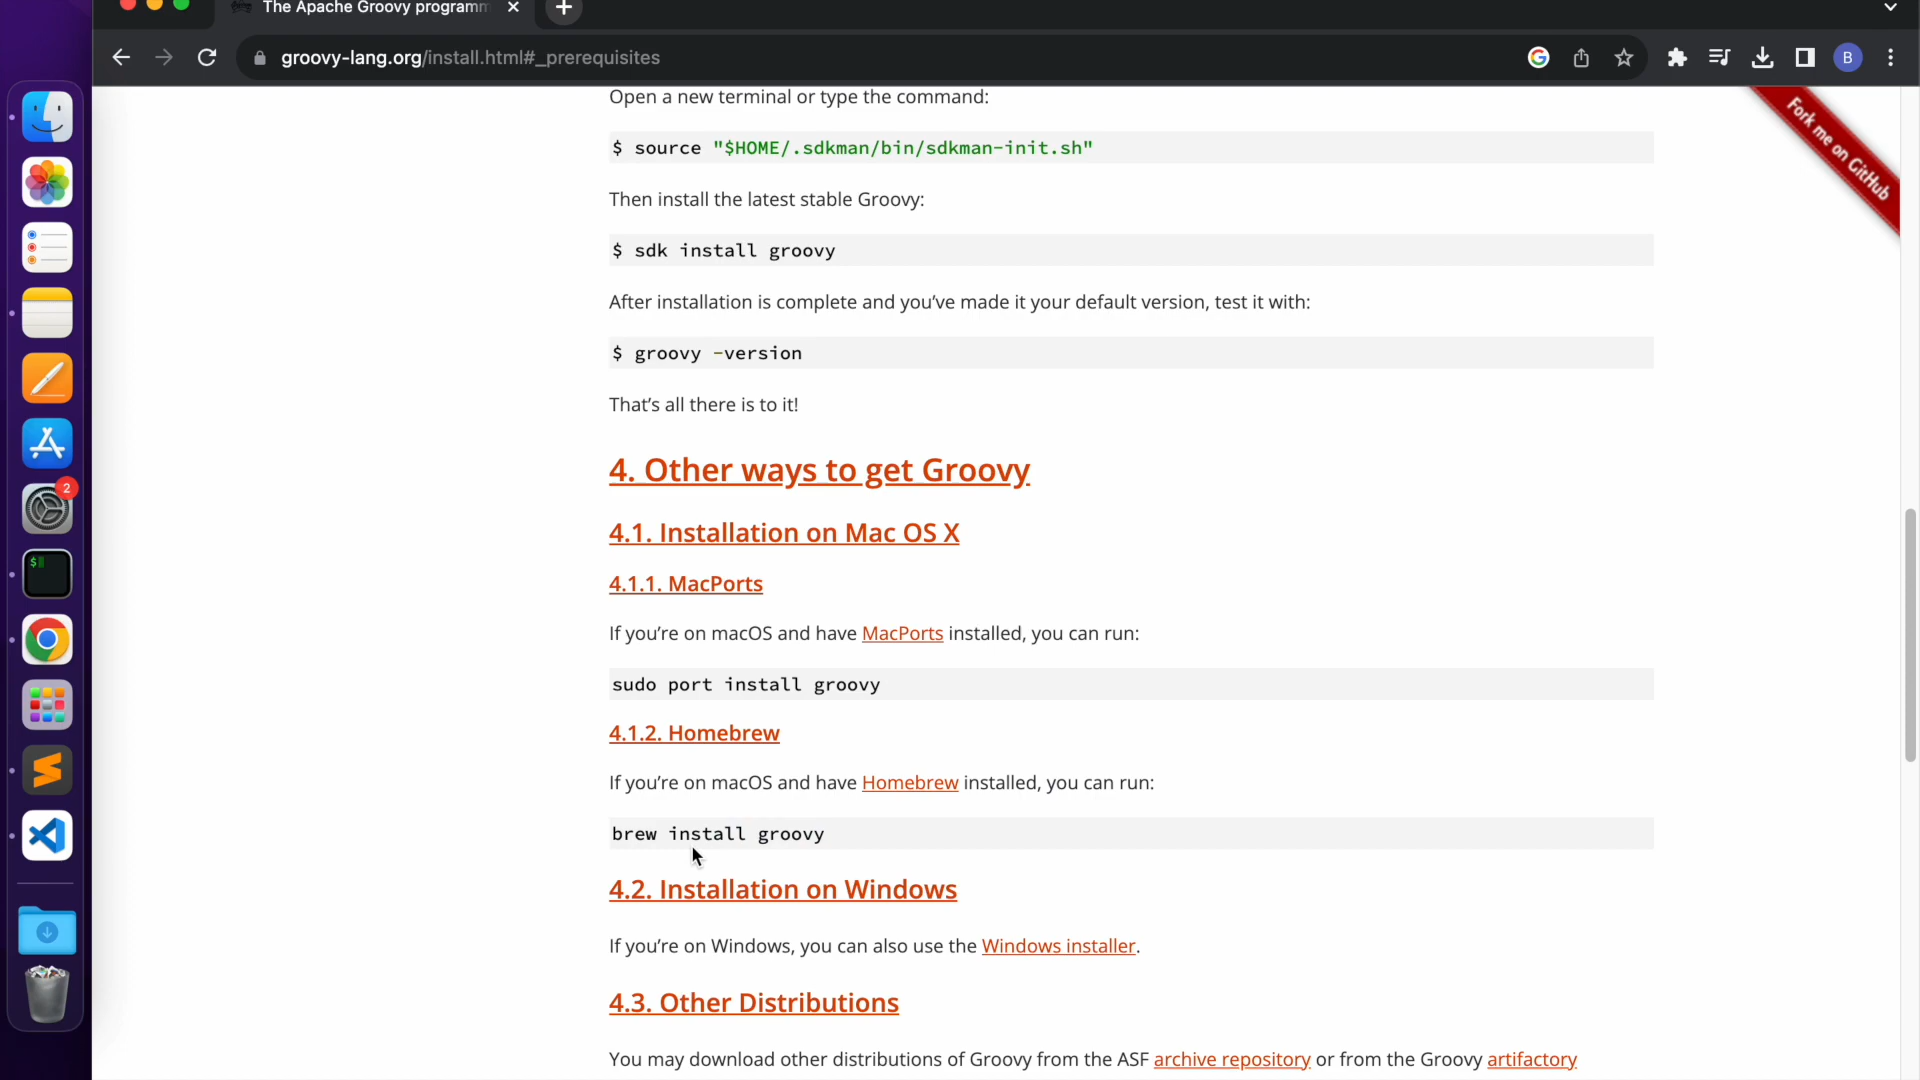 The Apache Groovy programm
groovy-lang.org/install.html#_prerequisites
B
Open a new terminal or type the command:
$ source "$HOME/.sdkman/bin/sdkman-init.sh"
Then install the latest stable Groovy:
$ sdk install groovy
After installation is complete and you’ve made it your default version, test it with:
$ groovy -version
That’s all there is to it!
4. Other ways to get Groovy
4.1. Installation on Mac OS X
4.1.1. MacPorts
If you’re on macOS and have MacPorts installed, you can run:
sudo port install groovy
4.1.2. Homebrew
If you’re on macOS and have Homebrew installed, you can run:
brew install groovy
4.2. Installation on Windows
If you’re on Windows, you can also use the Windows installer.
4.3. Other Distributions
You may download other distributions of Groovy from the ASF archive repository or from the Groovy artifactory
Fork me on GitHub
2
$